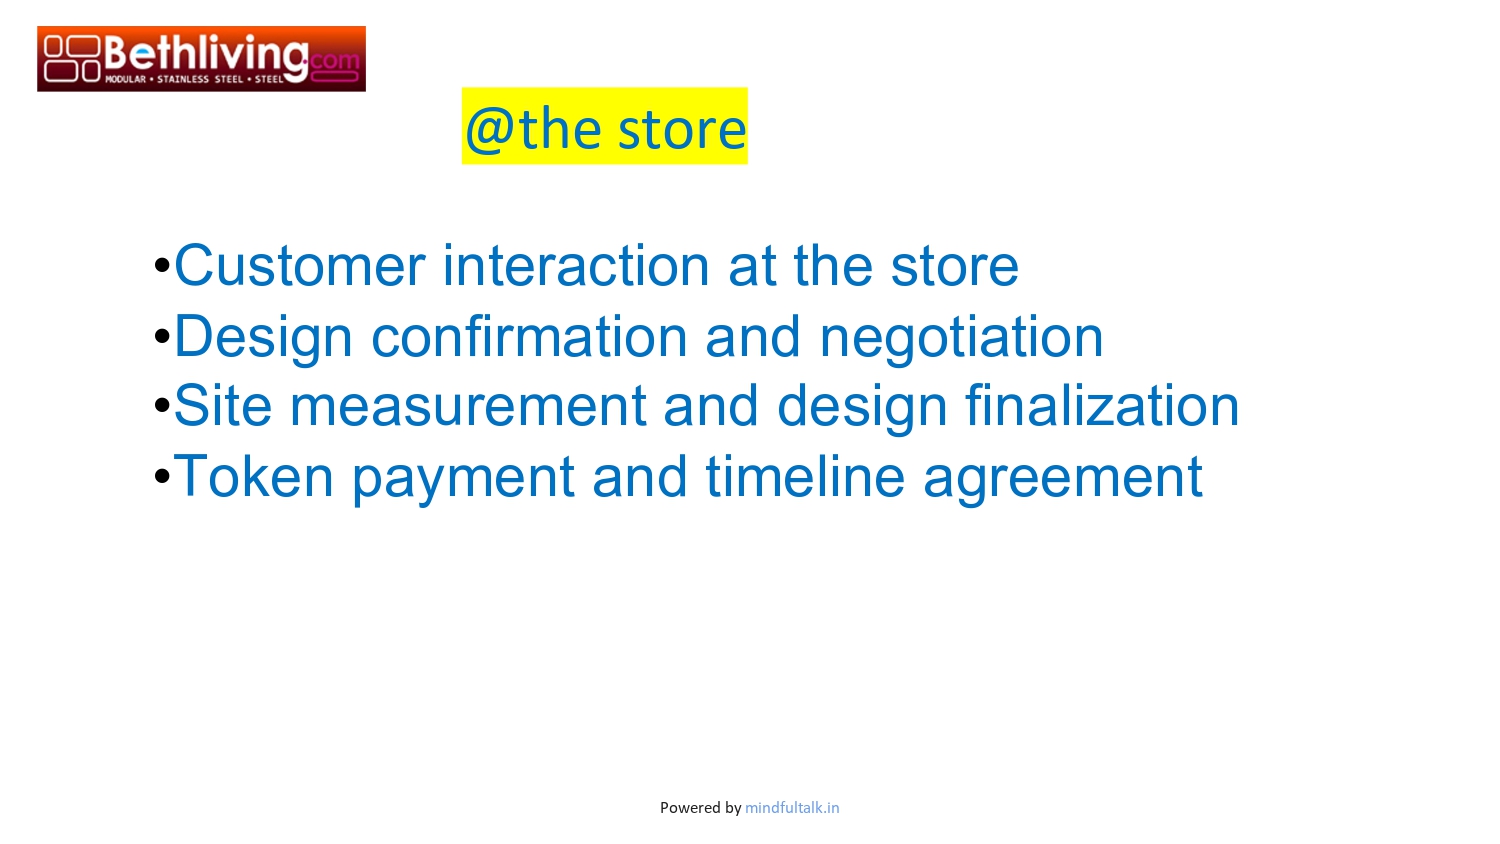 Bethliving.com
MODULAR • STAINLESS STEEL • STEEL
@the store
•Customer interaction at the store
•Design confirmation and negotiation
•Site measurement and design finalization
•Token payment and timeline agreement
Powered by mindfultalk.in